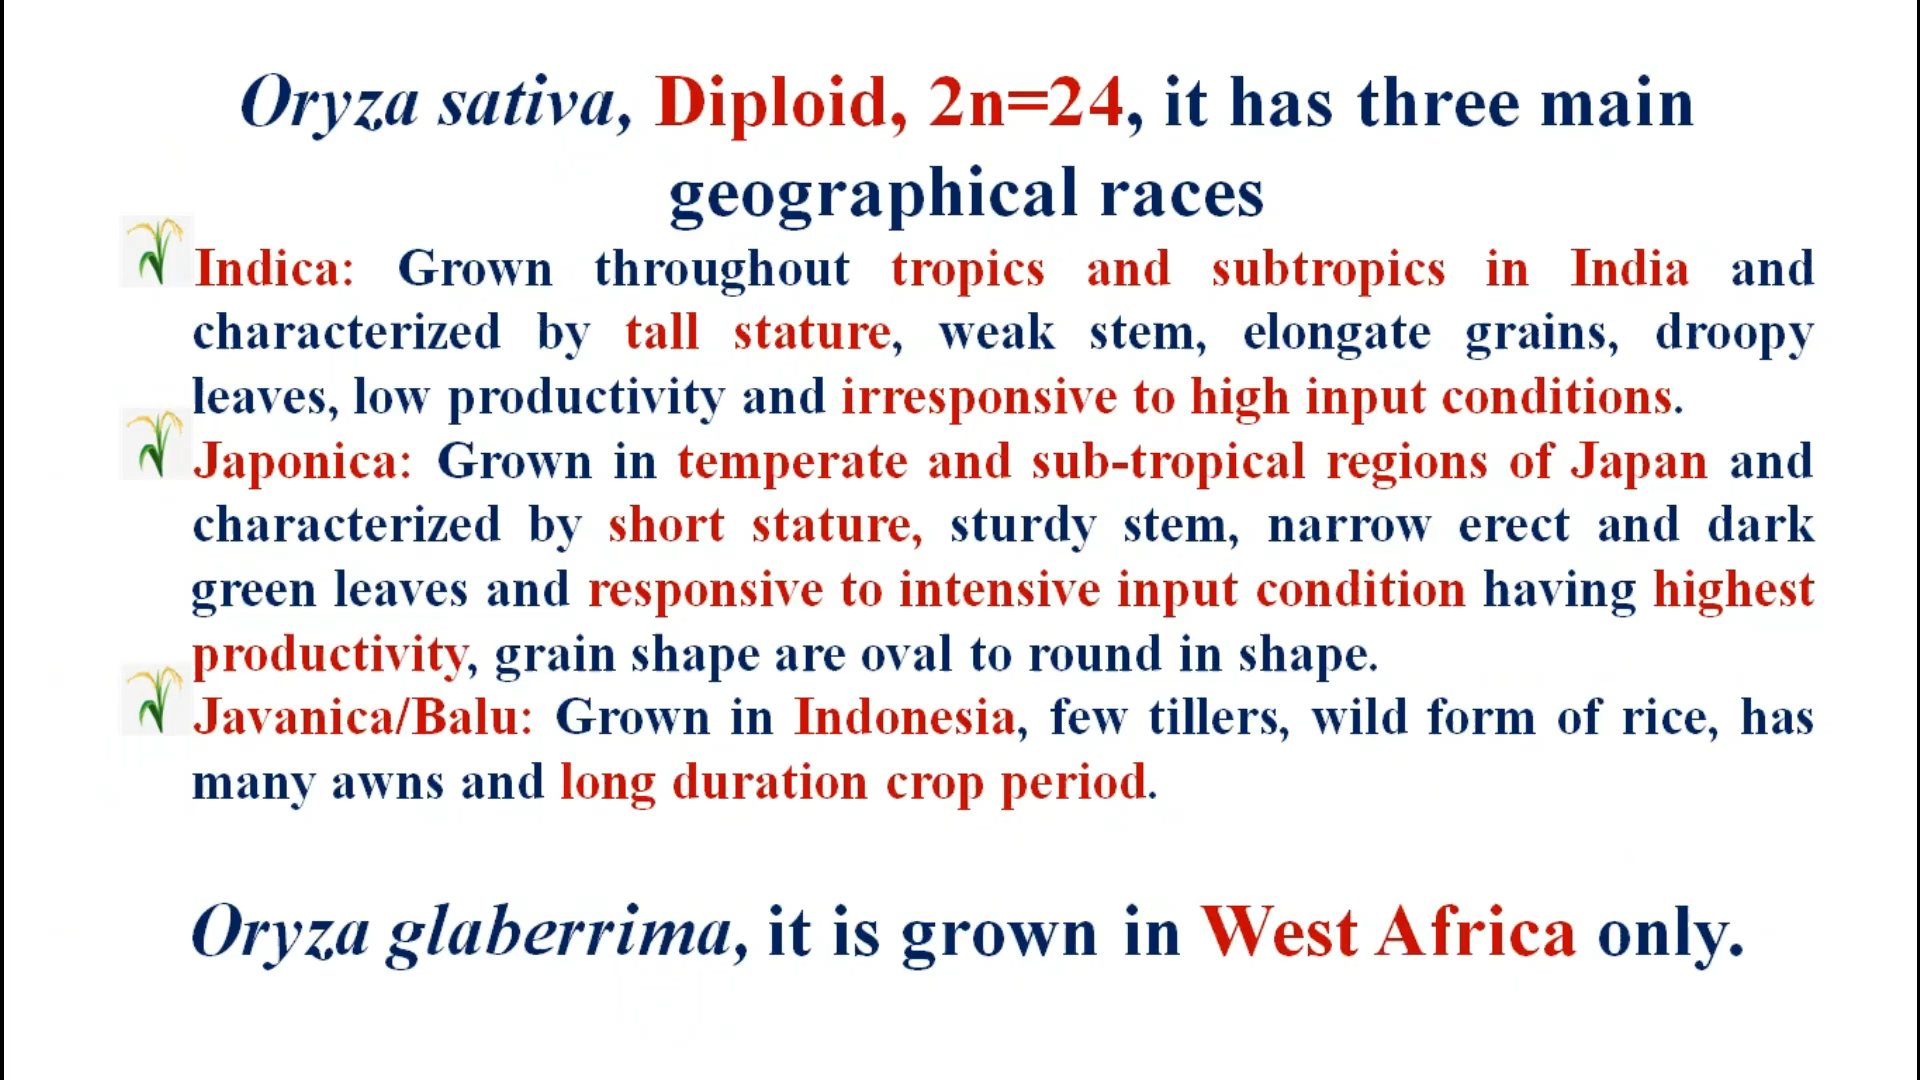 Oryza sativa, Diploid, 2n=24, it has three main
geographical races
Indica: Grown throughout tropics and subtropics in India and
characterized by tall stature, weak stem, elongate grains, droopy
leaves, low productivity and irresponsive to high input conditions.
Japonica: Grown in temperate and sub-tropical regions of Japan and
characterized by short stature, sturdy stem, narrow erect and dark
green leaves and responsive to intensive input condition having highest
productivity, grain shape are oval to round in shape.
Javanica/Balu: Grown in Indonesia, few tillers, wild form of rice, has
many awns and long duration crop period.
Oryza glaberrima, it is grown in West Africa only.